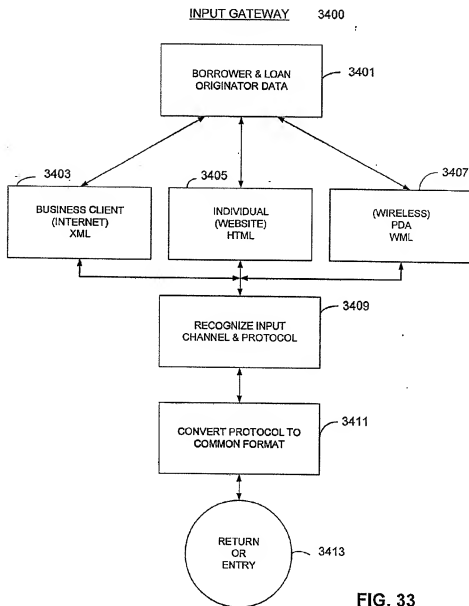 INPUT GATEWAY 3400
BORROWER & LOAN
ORIGINATOR DATA
3401
3403
BUSINESS CLIENT
(INTERNET)
XML
3405
INDIVIDUAL
(WEBSITE)
HTML
3407
(WIRELESS)
PDA
WML
3409
RECOGNIZE INPUT
CHANNEL & PROTOCOL
3411
CONVERT PROTOCOL TO
COMMON FORMAT
RETURN
OR
ENTRY
3413
FIG. 33